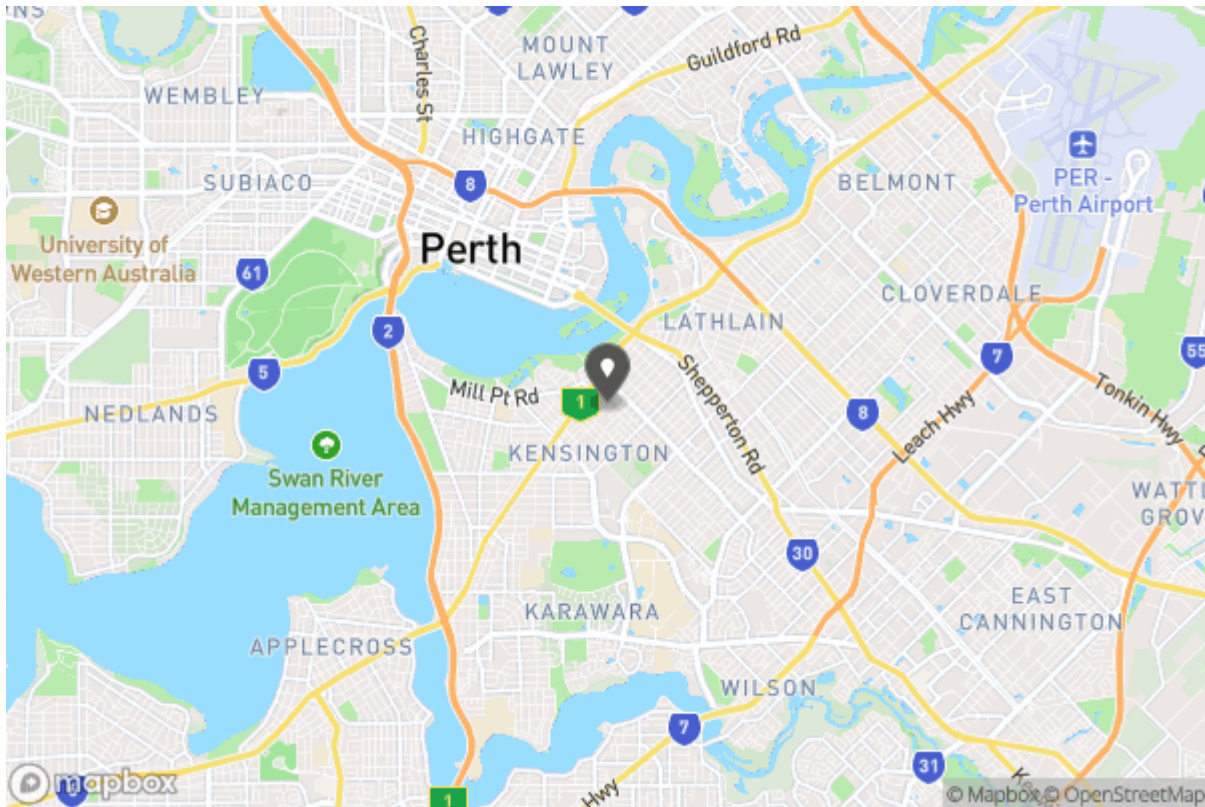 ONS
8
MOUNT
LAWLEY
Guildford Rd
Charles St
WEMBLEY
HIGHGATE
8
SUBIACO
BELMONT
PER -
Perth Airport
University of
Western Australia
Perth
61
CLOVERDALE
2
LATHLAIN
7
55
5
Mill Pt Rd
1
Shepperton Rd
Tonkin Hwy
NEDLANDS
8
Leach Hwy
KENSINGTON
Swan River
Management Area
WATTL
GROV
30
KARAWARA
EAST
CANNINGTON
APPLECROSS
WILSON
7
31
mapbox
1
Hwy
K
© Mapbox © OpenStreetMap